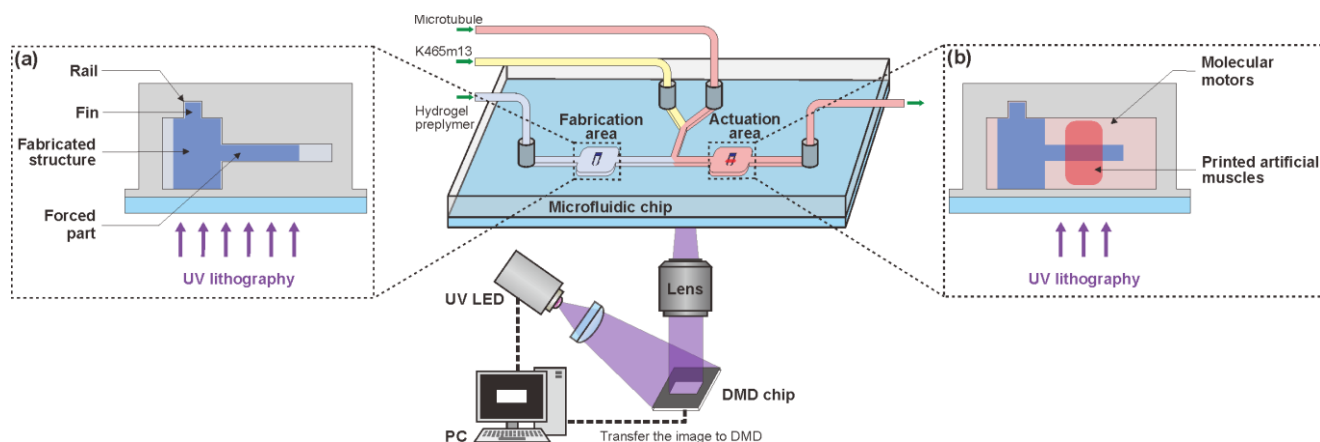 (a)
Rail
Fin
Fabricated
structure
Forced
part
UV lithography
Microtubule
K465m13
Hydrogel
preplymer
Fabrication
area
Actuation
area
Microfluidic chip
UV LED
Lens
DMD chip
PC
Transfer the image to DMD
(b)
Molecular
motors
Printed artificial
muscles
UV lithography